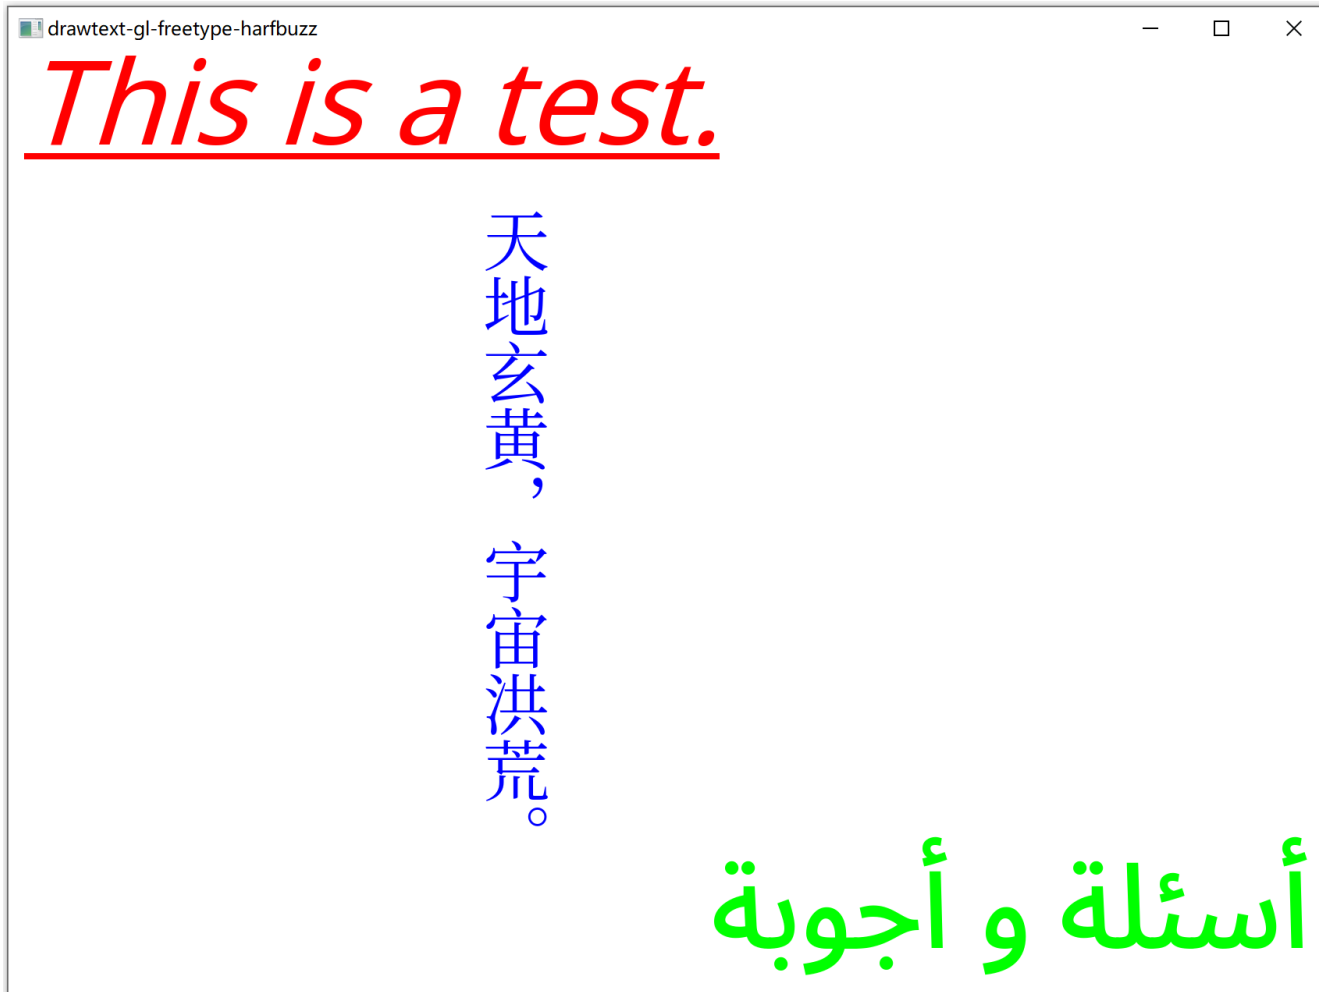 drawtext-gl-freetype-harfbuzz
This is a test.
天地玄黄，宇宙洪荒。
أسئلة و أجوبة